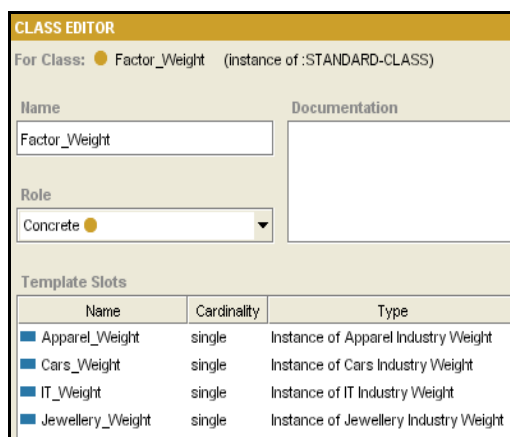 CLASS EDITOR
For Class: Factor_Weight (instance of :STANDARD-CLASS)
Name Documentation
Factor_Weight
Role
Concrete
Template Slots
Name Cardinality Type
Apparel_Weight single Instance of Apparel Industry Weight
Cars_Weight single Instance of Cars Industry Weight
IT_Weight single Instance of IT Industry Weight
Jewellery_Weight single Instance of Jewellery Industry Weight